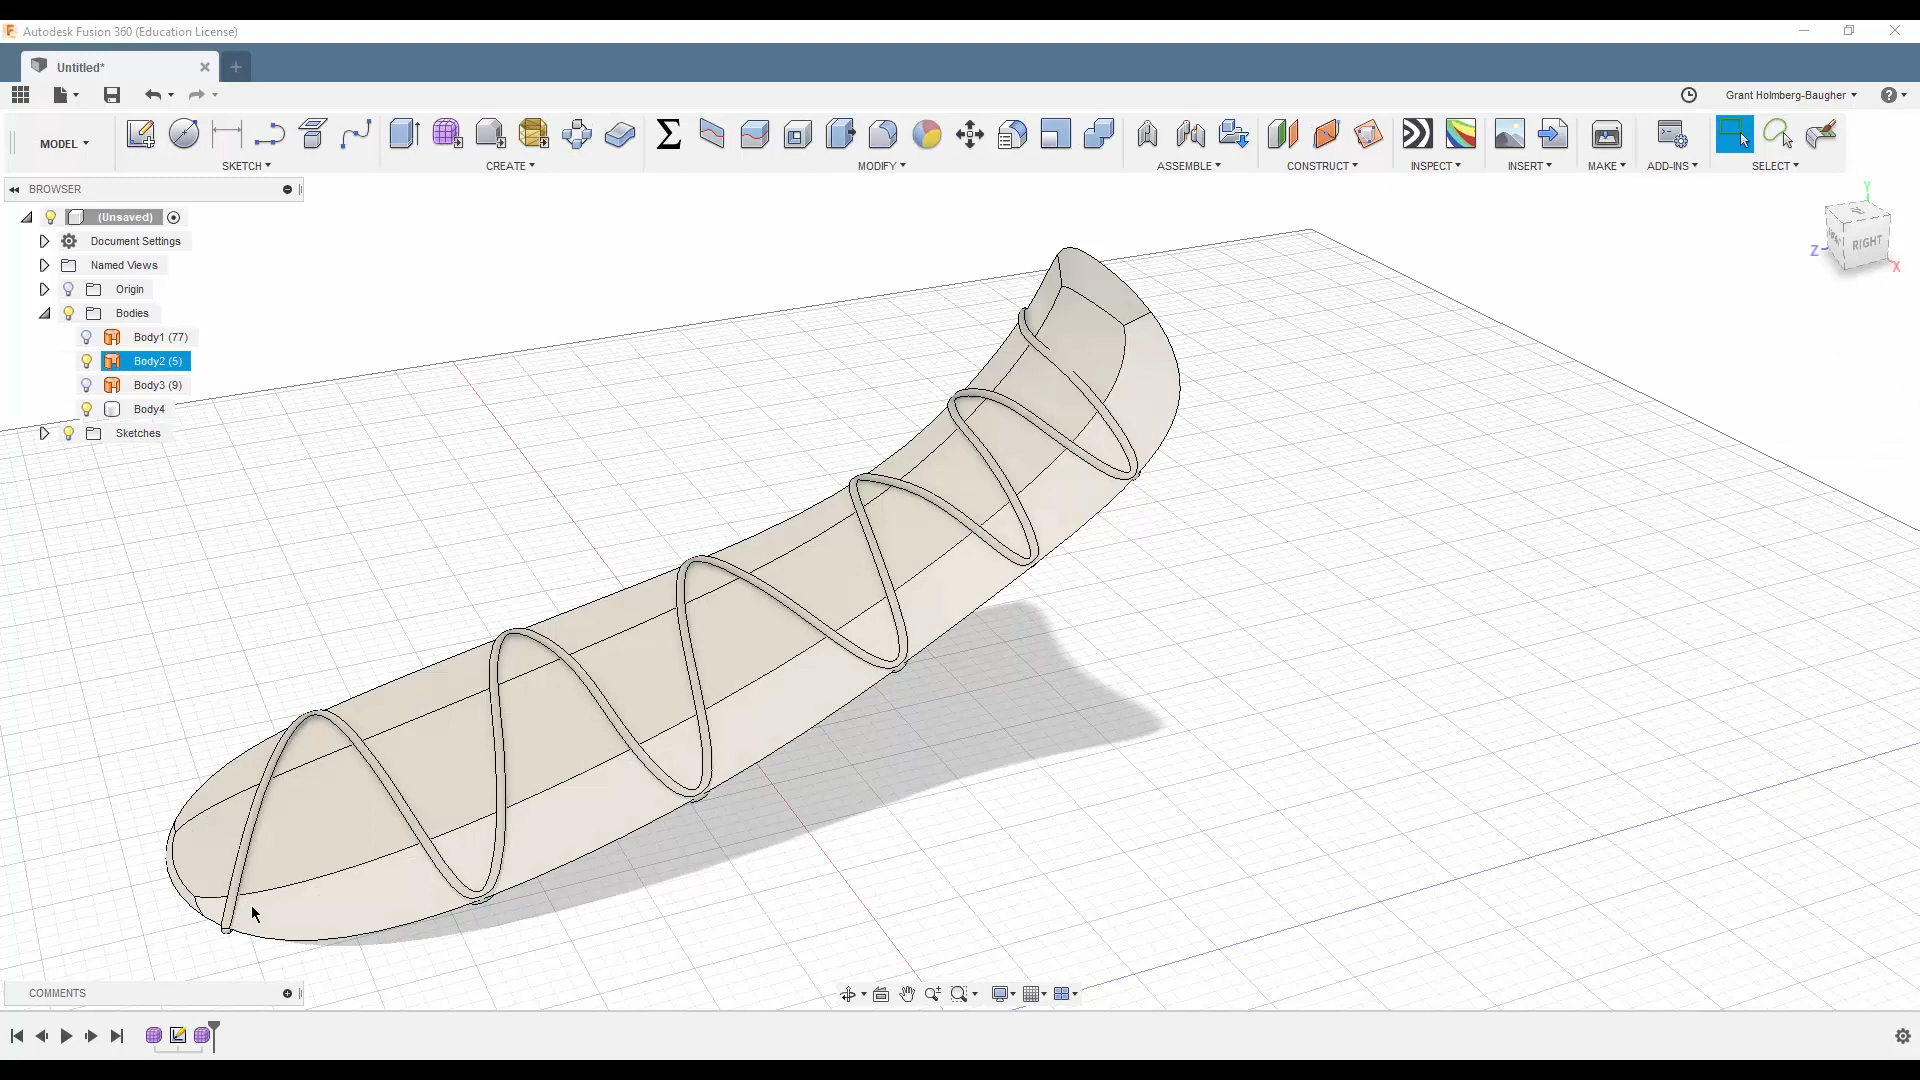 Autodesk Fusion 360 (Education License)
Untitled*
Grant Holmberg-Baugher
MODEL
SKETCH
CREATE
MODIFY
ASSEMBLE
CONSTRUCT
INSPECT
INSERT
MAKE
ADD-INS
SELECT
BROWSER
(Unsaved)
Document Settings
Named Views
Origin
Bodies
Body1 (77)
Body2 (5)
Body3 (9)
Body4
Sketches
Y
RIGHT
Z
X
COMMENTS